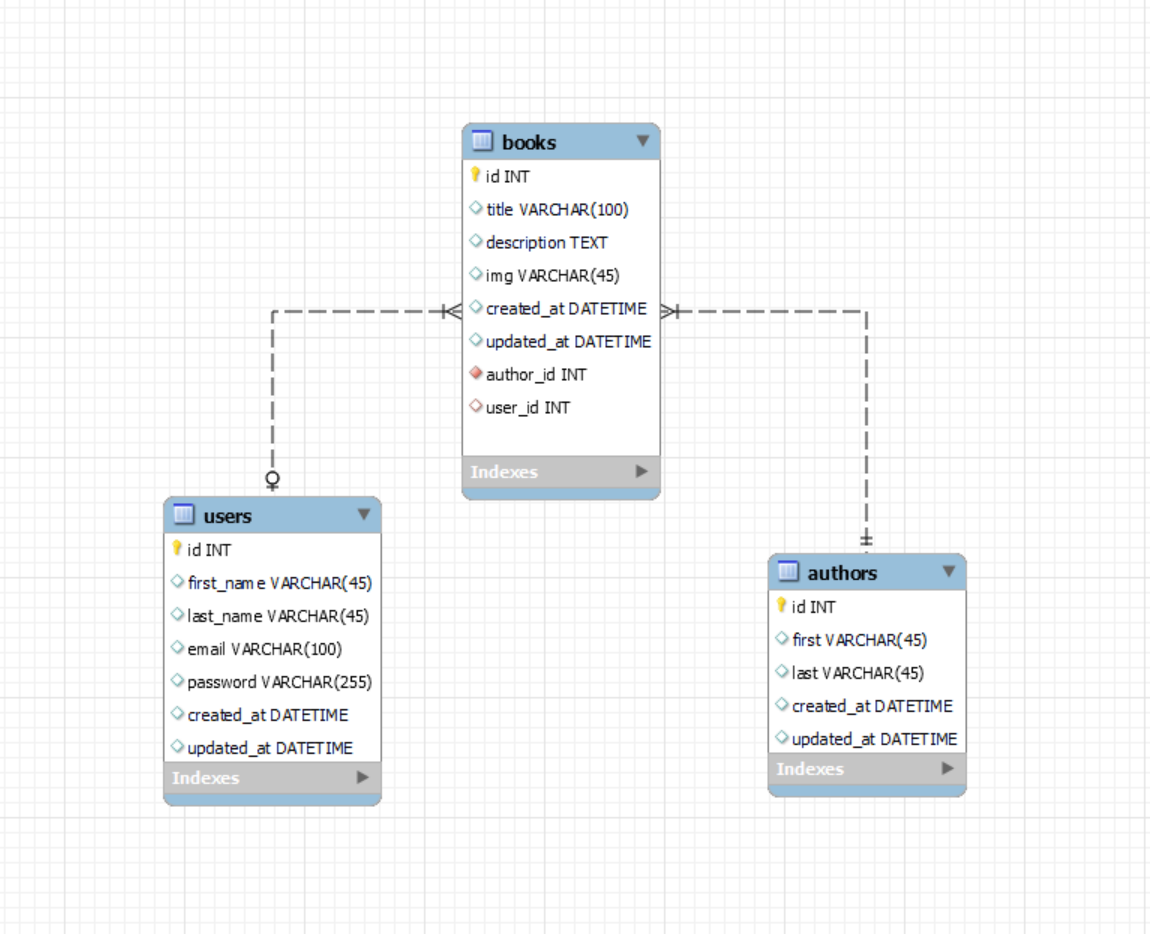 books
id INT
title VARCHAR(100)
description TEXT
img VARCHAR(45)
created_at DATETIME
updated_at DATETIME
author_id INT
user_id INT
Indexes
users
id INT
first_name VARCHAR(45)
last_name VARCHAR(45)
email VARCHAR(100)
password VARCHAR(255)
created_at DATETIME
updated_at DATETIME
Indexes
authors
id INT
first VARCHAR(45)
last VARCHAR(45)
created_at DATETIME
updated_at DATETIME
Indexes